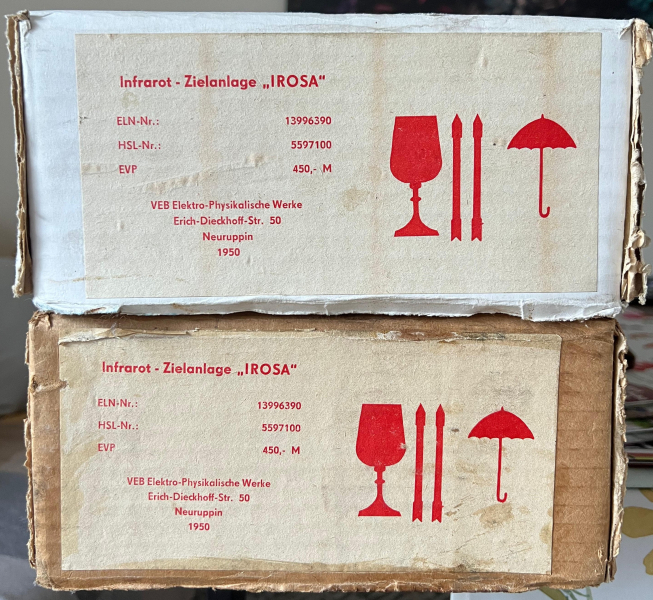 Infrarot - Zielanlage „IROSA“
ELN-Nr.: 13996390
HSL-Nr.: 5597100
EVP 450,- M
VEB Elektro-Physikalische Werke
Erich-Dieckhoff-Str. 50
Neuruppin
1950
Infrarot - Zielanlage „IROSA“
ELN-Nr.: 13996390
HSL-Nr.: 5597100
EVP 450,- M
VEB Elektro-Physikalische Werke
Erich-Dieckhoff-Str. 50
Neuruppin
1950